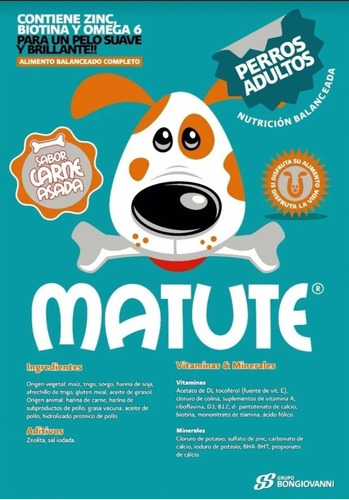 CONTIENE ZINC,
BIOTINA Y OMEGA 6
PARA UN PELO SUAVE
Y BRILLANTE!!
ALIMENTO BALANCEADO COMPLETO
PERROS
ADULTOS
NUTRICIÓN BALANCEADA
SABOR
CARNE
ASADA
SI DISFRUTA SU ALIMENTO
DISFRUTA LA VIDA
MATUTE®
Ingredientes
Origen vegetal: maíz, trigo, sorgo, harina de soja,
afrechillo de trigo, gluten meal, aceite de girasol.
Origen animal: harina de carne, harina de
subproductos de pollo, grasa vacuna, aceite de
pollo, hidrolizado proteico de pollo
Aditivos
Zeolita, sal iodada.
Vitaminas & Minerales
Vitaminas
Acetato de DL tocoferol (fuente de vit. E),
cloruro de colina, suplementos de vitamina A,
riboflavina, D3, B12, d- pantotenato de calcio,
biotina, mononitrato de tiamina, ácido fólico.
Minerales
Cloruro de potasio, sulfato de zinc, carbonato de
calcio, ioduro de potasio; BHA-BHT, propionato
de calcio.
GRUPO
BONGIOVANNI